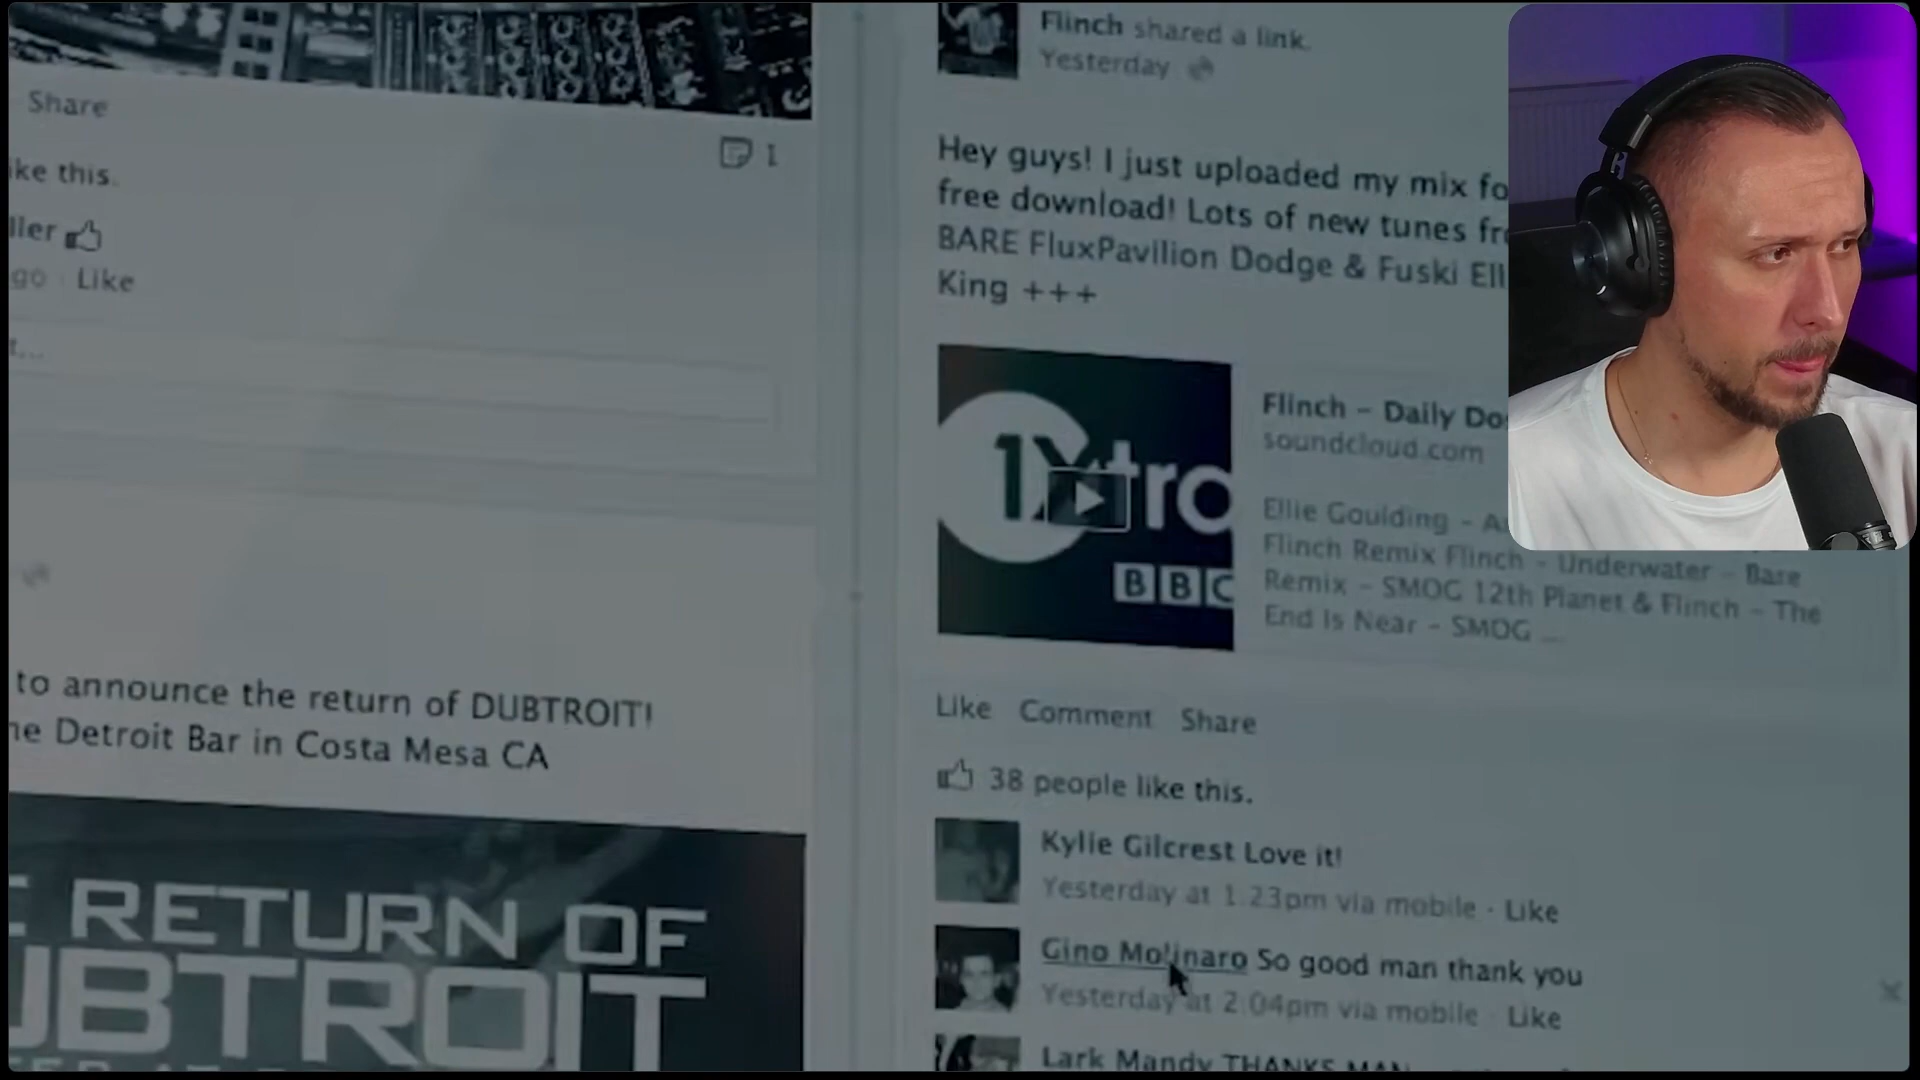 Share
ke this.
ller
go · Like
t...
1
to announce the return of DUBTROIT!
ne Detroit Bar in Costa Mesa CA
RETURN OF
UBTROIT
Flinch shared a link.
Yesterday
Hey guys! I just uploaded my mix fo
free download! Lots of new tunes fr
BARE FluxPavilion Dodge & Fuski Ell
King +++
1Xtra
BBC
Flinch – Daily Do
soundcloud.com
Ellie Goulding – A
Flinch Remix Flinch – Underwater – Bare
Remix – SMOG 12th Planet & Flinch – The
End Is Near – SMOG ...
Like Comment Share
38 people like this.
Kylie Gilcrest Love it!
Yesterday at 1:23pm via mobile · Like
Gino Molinaro So good man thank you
Yesterday at 2:04pm via mobile · Like
Lark Mandy THANKS MAN